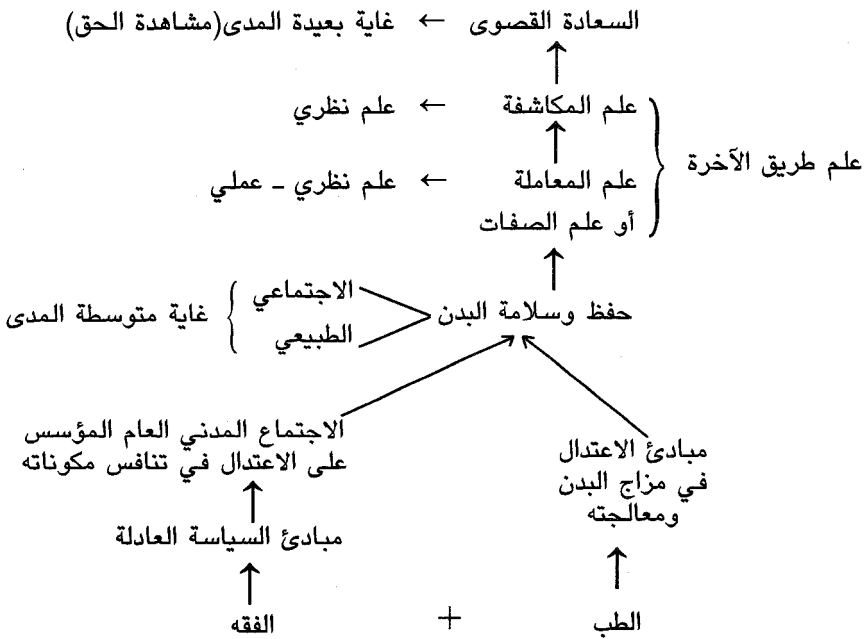 السعادة القصوى ← غاية بعيدة المدى(مشاهدة الحق)
علم المكاشفة ← علم نظري
علم طريق الآخرة
علم المعاملة ← علم نظري - عملي
أو علم الصفات
الاجتماعي
حفظ وسلامة البدن
غاية متوسطة المدى
الطبيعي
مبادئ الاعتدال
في مزاج البدن
ومعالجته
الاجتماع المدني العام المؤسس
على الاعتدال في تنافس مكوناته
مبادئ السياسة العادلة
الطب + الفقه